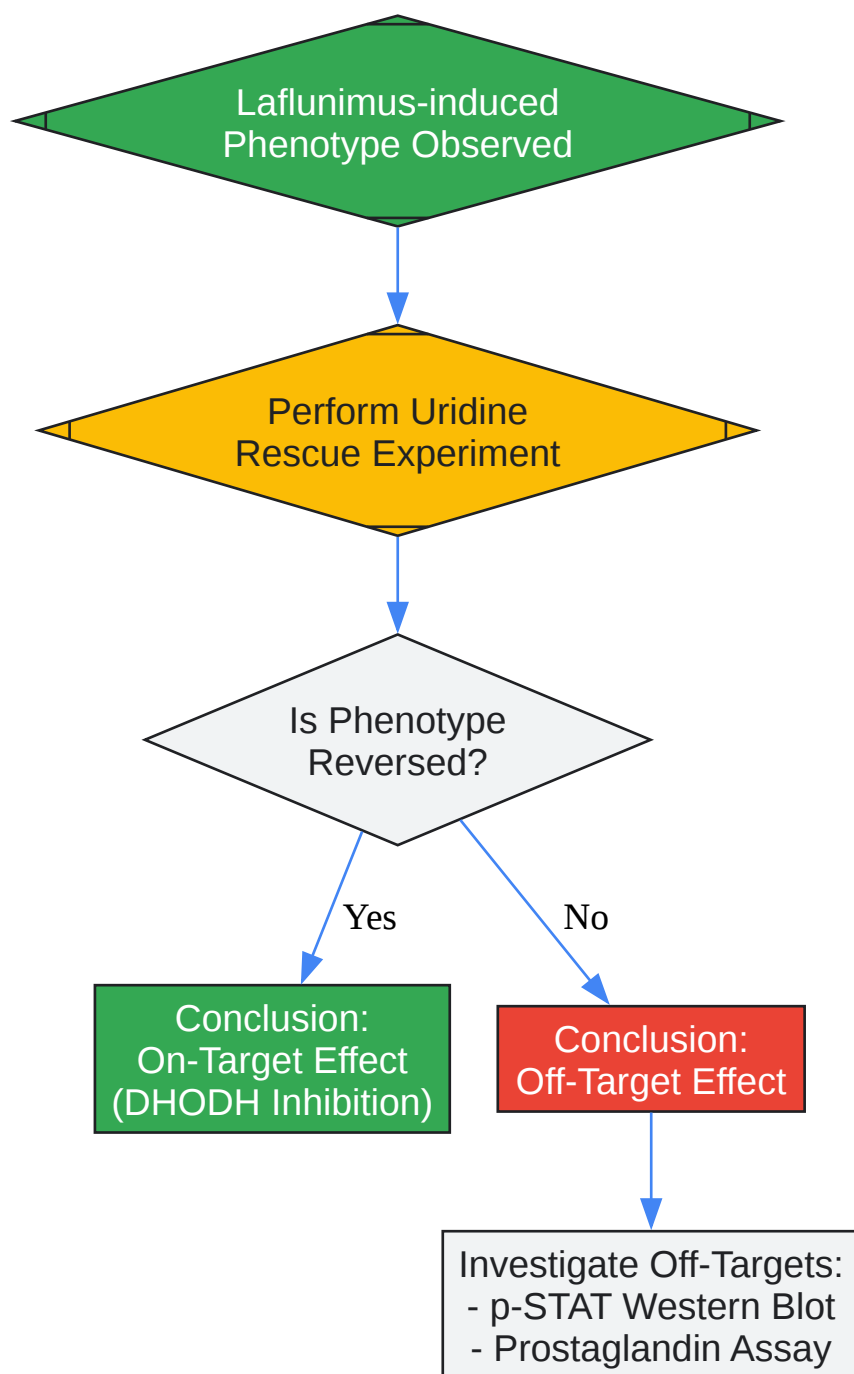 Laflunimus-induced
Phenotype Observed
Perform Uridine
Rescue Experiment
Is Phenotype
Reversed?
Yes
No
Conclusion:
On-Target Effect
(DHODH Inhibition)
Conclusion:
Off-Target Effect
Investigate Off-Targets:
- p-STAT Western Blot
- Prostaglandin Assay